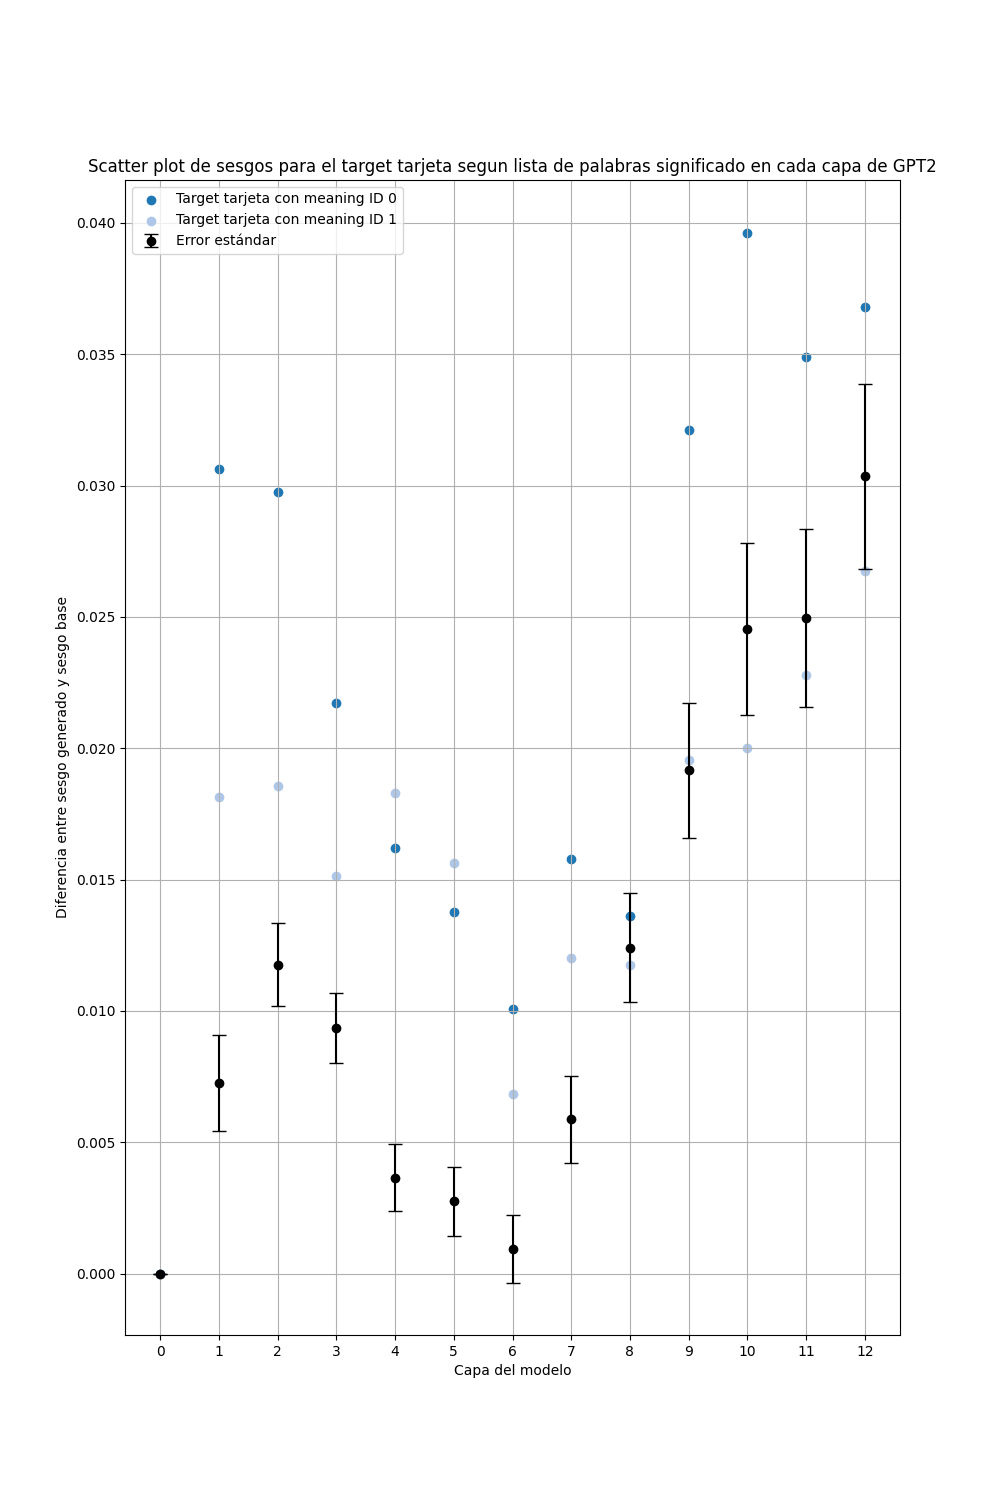 Scatter plot de sesgos para el target tarjeta segun lista de palabras significado en cada capa de GPT2
Target tarjeta con meaning ID 0
Target tarjeta con meaning ID 1
Error estándar
Diferencia entre sesgo generado y sesgo base
0.040
0.035
0.030
0.025
0.020
0.015
0.010
0.005
0.000
0 1 2 3 4 5 6 7 8 9 10 11 12
Capa del modelo